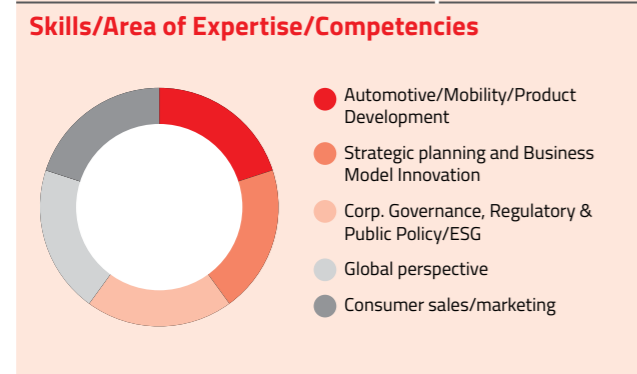 Skills/Area of Expertise/Competencies
Automotive/Mobility/Product
Development
Strategic planning and Business
Model Innovation
Corp. Governance, Regulatory &
Public Policy/ESG
Global perspective
Consumer sales/marketing